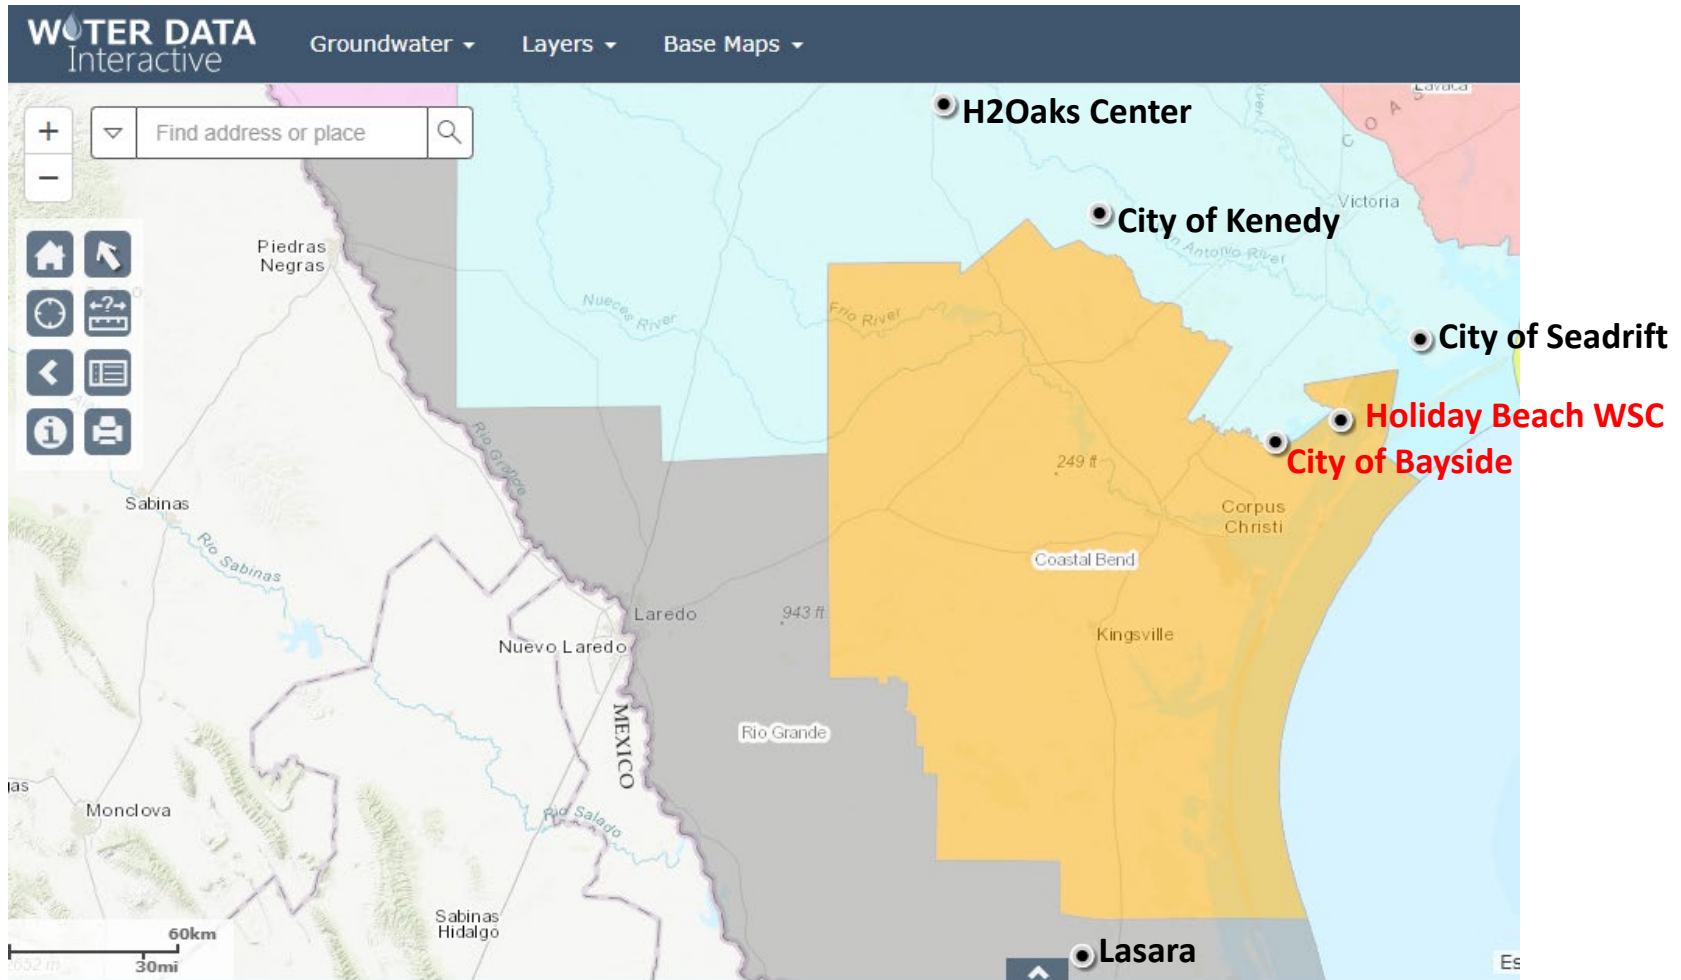 WATER DATA
Interactive
Groundwater
Layers
Base Maps
Find address or place
+
−
H2Oaks Center
Lavaca
C O A S
Victoria
City of Kenedy
San Antonio River
River
Piedras
Negras
Nueces River
Frio River
City of Seadrift
Holiday Beach WSC
City of Bayside
249 ft
Corpus
Christi
Rio Grande
Sabinas
Rio Sabinas
Coastal Bend
Laredo
943 ft
Kingsville
Nuevo Laredo
MEXICO
Rio Grande
Monclova
Rio Salado
Sabinas
Hidalgo
60km
30mi
Lasara
Es